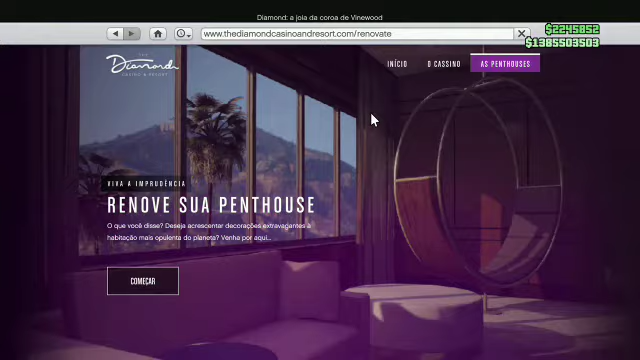 Diamond: a joia da coroa de Vinewood
www.thediamondcasinoandresort.com/renovate
$2245852
$1385503503
THE
Diamond
CASINO & RESORT
INÍCIO
O CASSINO
AS PENTHOUSES
VIVA A IMPRUDÊNCIA
RENOVE SUA PENTHOUSE
O que você disse? Deseja acrescentar decorações extravagantes à
habitação mais opulenta do planeta? Venha por aqui...
COMEÇAR